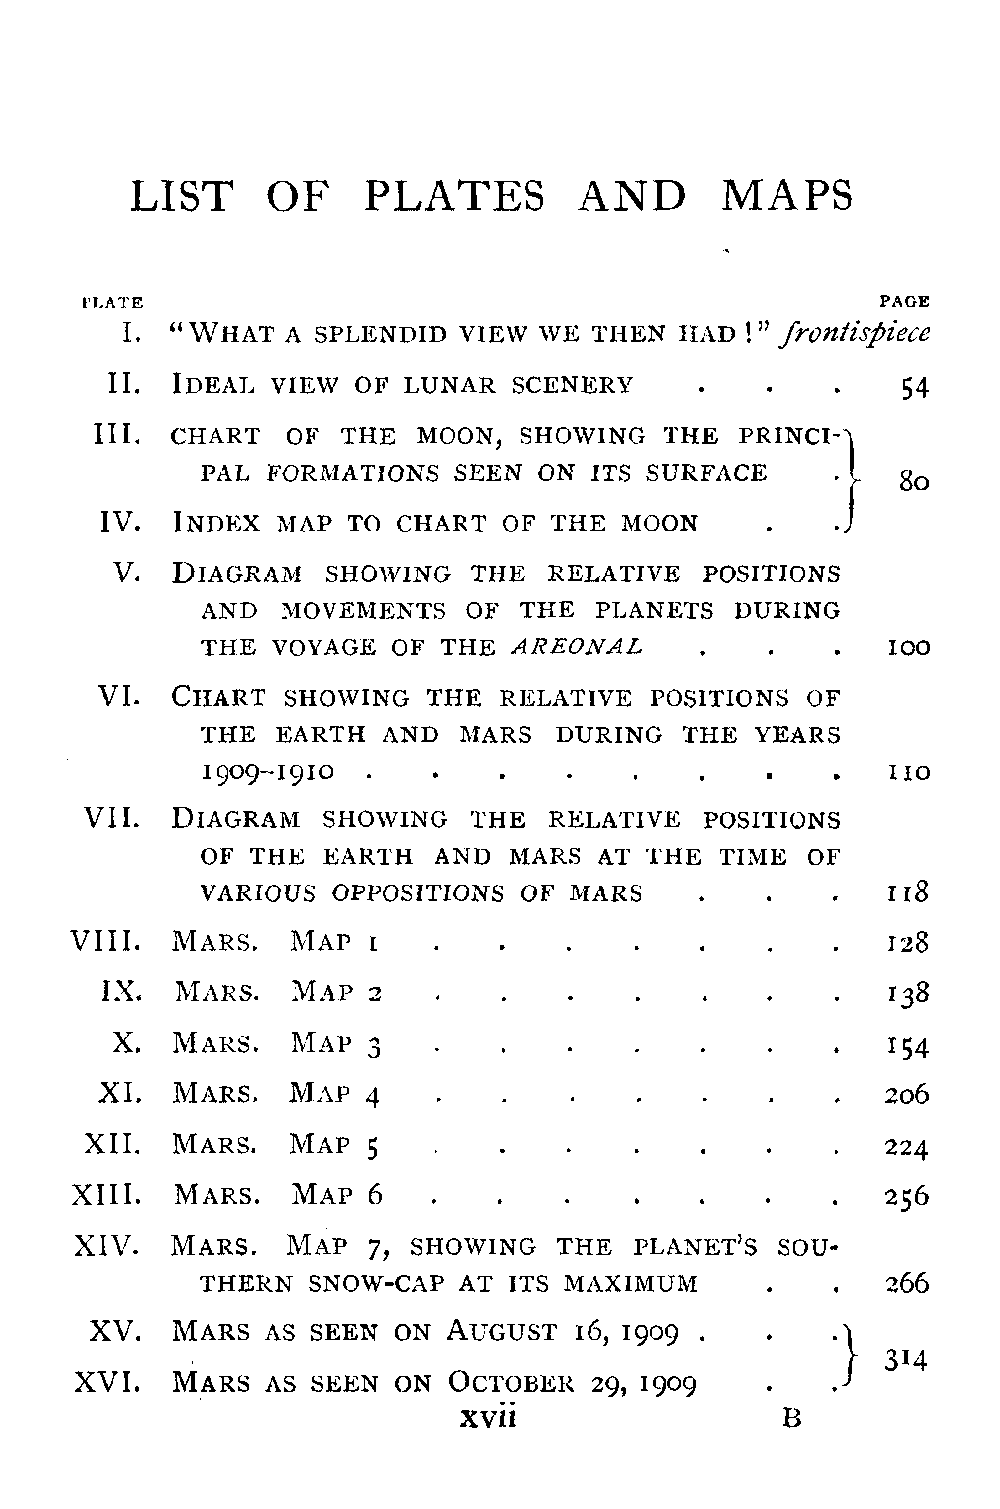 LIST OF PLATES AND MAPS
PLATE PAGE
I. “WHAT A SPLENDID VIEW WE THEN HAD!” frontispiece
II. IDEAL VIEW OF LUNAR SCENERY . . . 54
III. CHART OF THE MOON, SHOWING THE PRINCI-
PAL FORMATIONS SEEN ON ITS SURFACE . 80
IV. INDEX MAP TO CHART OF THE MOON . .
V. DIAGRAM SHOWING THE RELATIVE POSITIONS
AND MOVEMENTS OF THE PLANETS DURING
THE VOYAGE OF THE AREONAL . . . 100
VI. CHART SHOWING THE RELATIVE POSITIONS OF
THE EARTH AND MARS DURING THE YEARS
1909–1910 . . . . . . . . 110
VII. DIAGRAM SHOWING THE RELATIVE POSITIONS
OF THE EARTH AND MARS AT THE TIME OF
VARIOUS OPPOSITIONS OF MARS . . . 118
VIII. MARS. MAP 1 . . . . . . . 128
IX. MARS. MAP 2 . . . . . . . 138
X. MARS. MAP 3 . . . . . . . 154
XI. MARS. MAP 4 . . . . . . . 206
XII. MARS. MAP 5 . . . . . . . 224
XIII. MARS. MAP 6 . . . . . . . 256
XIV. MARS. MAP 7, SHOWING THE PLANET'S SOU-
THERN SNOW-CAP AT ITS MAXIMUM . . 266
XV. MARS AS SEEN ON AUGUST 16, 1909 . . .
314
XVI. MARS AS SEEN ON OCTOBER 29, 1909 . .
xvii B